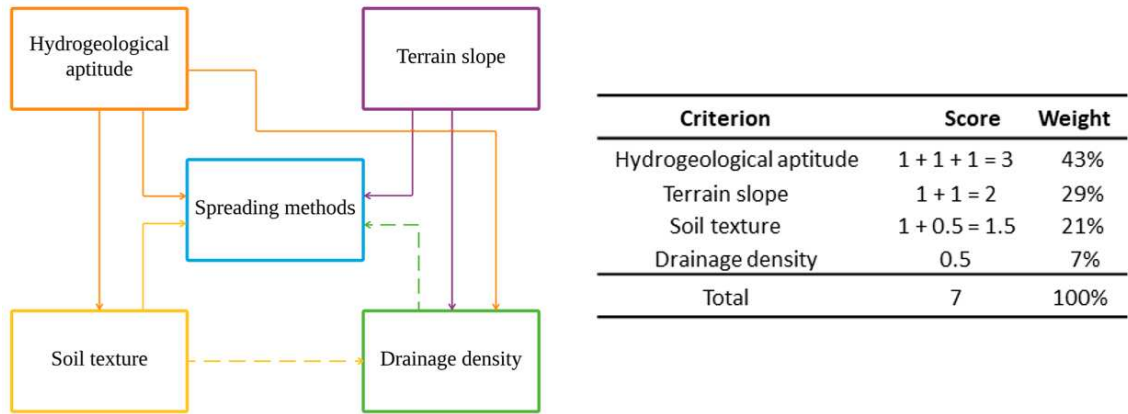 Hydrogeological
aptitude
Terrain slope
Spreading methods
Soil texture
Drainage density
Criterion Score Weight
Hydrogeological aptitude 1 + 1 + 1 = 3 43%
Terrain slope 1 + 1 = 2 29%
Soil texture 1 + 0.5 = 1.5 21%
Drainage density 0.5 7%
Total 7 100%